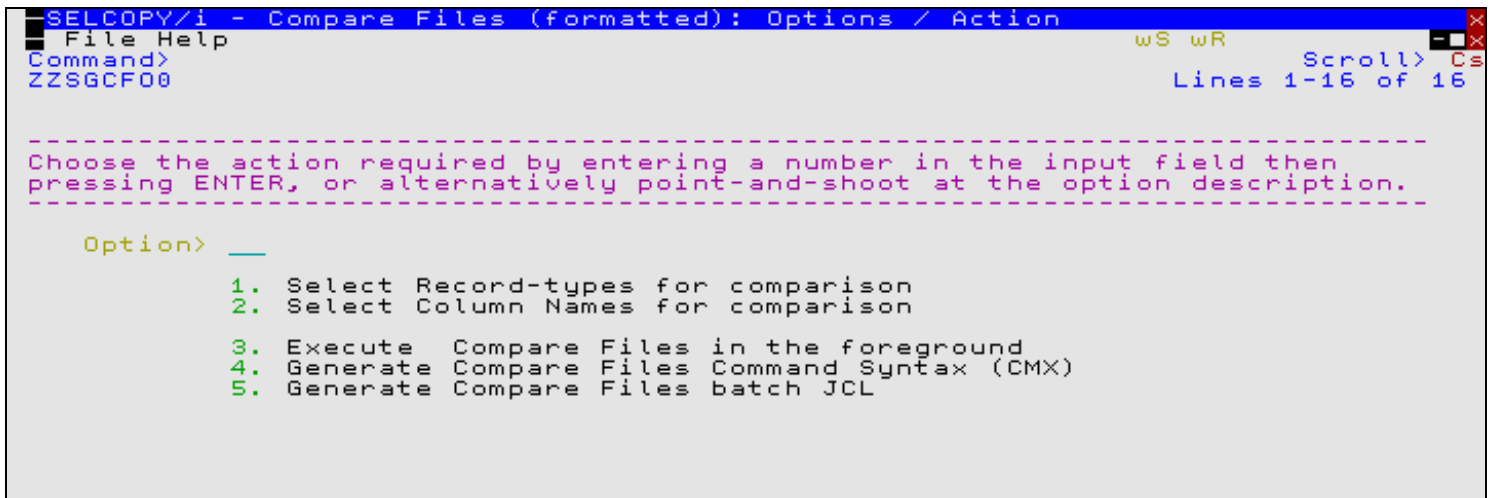 SELCOPY/i - Compare Files (formatted): Options / Action ×
File Help wS wR ×
Command> Scroll> Cs
ZZSGCFO0 Lines 1-16 of 16
--------------------------------------------------------------------------
Choose the action required by entering a number in the input field then
pressing ENTER, or alternatively point-and-shoot at the option description.
--------------------------------------------------------------------------
Option> __
1. Select Record-types for comparison
2. Select Column Names for comparison
3. Execute  Compare Files in the foreground
4. Generate Compare Files Command Syntax (CMX)
5. Generate Compare Files batch JCL